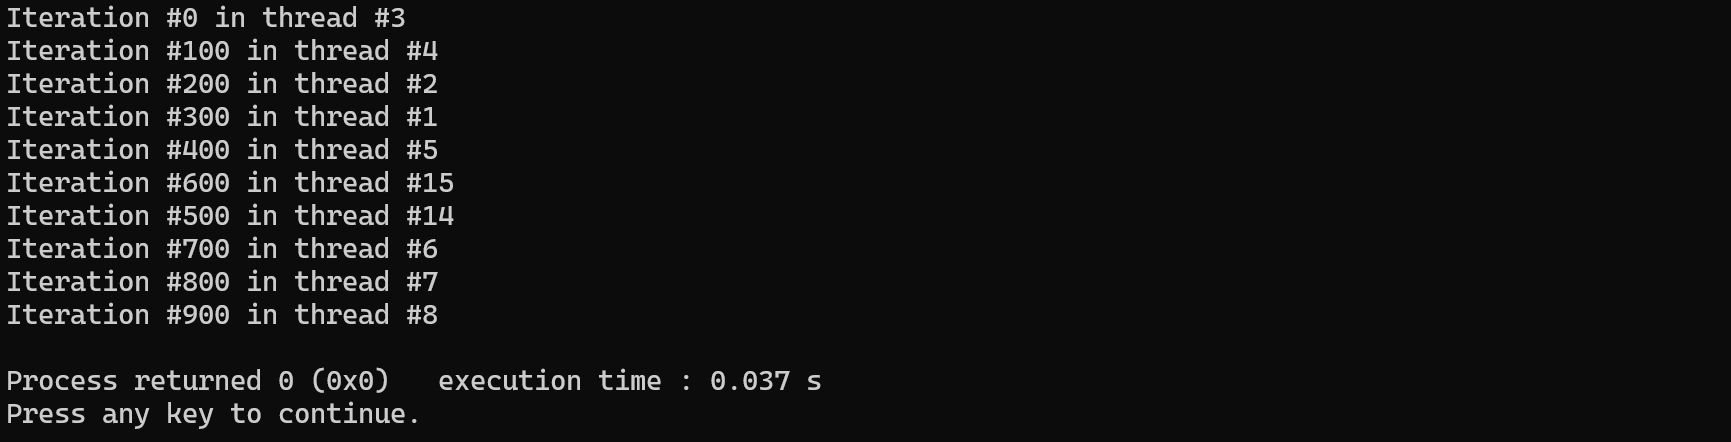 Iteration #0 in thread #3
Iteration #100 in thread #4
Iteration #200 in thread #2
Iteration #300 in thread #1
Iteration #400 in thread #5
Iteration #600 in thread #15
Iteration #500 in thread #14
Iteration #700 in thread #6
Iteration #800 in thread #7
Iteration #900 in thread #8
Process returned 0 (0x0)   execution time : 0.037 s
Press any key to continue.